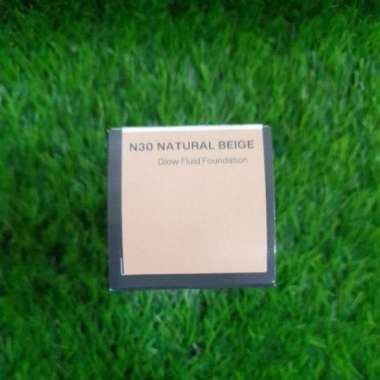 N30 NATURAL BEIGE
Glow Fluid Foundation